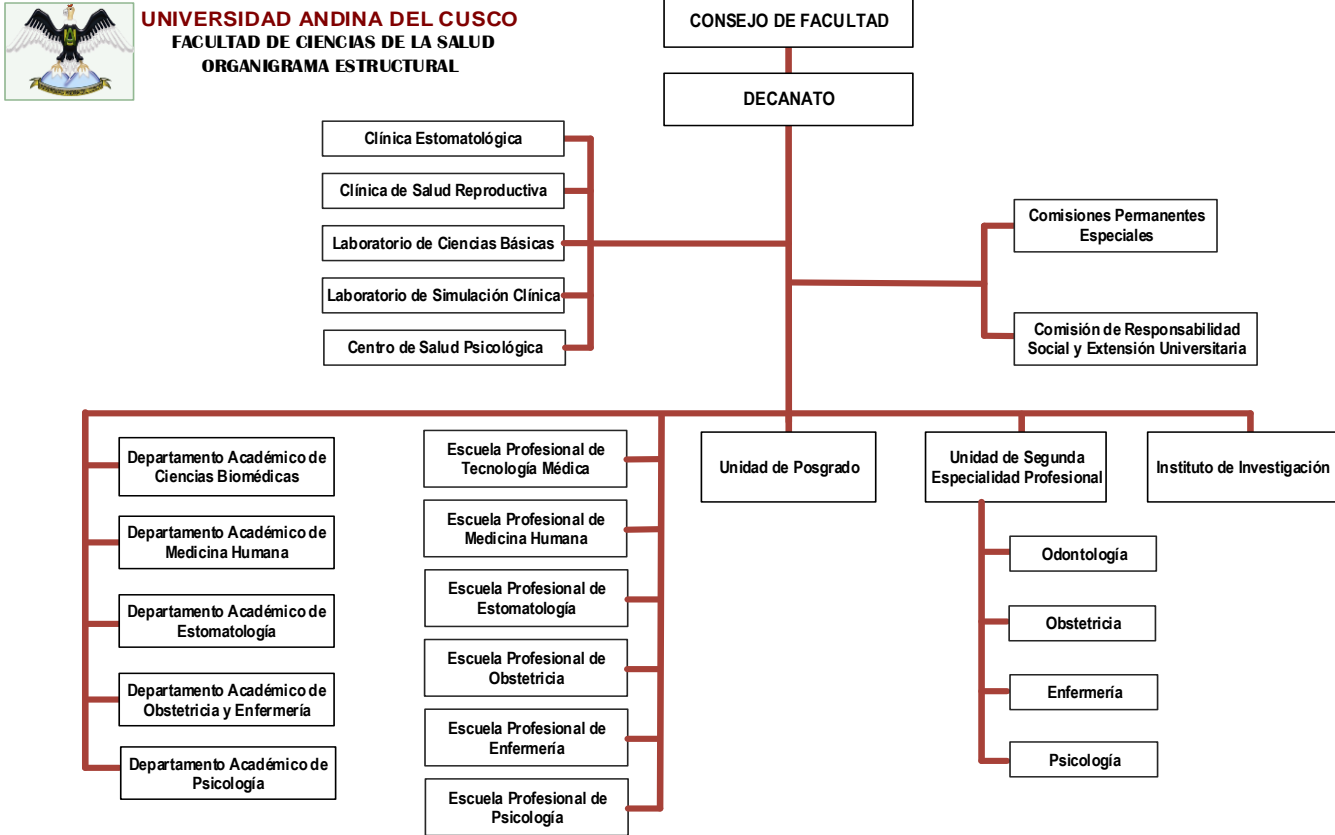 UNIVERSIDAD ANDINA DEL CUSCO
FACULTAD DE CIENCIAS DE LA SALUD
ORGANIGRAMA ESTRUCTURAL
CONSEJO DE FACULTAD
DECANATO
Clínica Estomatológica
Clínica de Salud Reproductiva
Laboratorio de Ciencias Básicas
Laboratorio de Simulación Clínica
Centro de Salud Psicológica
Comisiones Permanentes
Especiales
Comisión de Responsabilidad
Social y Extensión Universitaria
Departamento Académico de
Ciencias Biomédicas
Departamento Académico de
Medicina Humana
Departamento Académico de
Estomatología
Departamento Académico de
Obstetricia y Enfermería
Departamento Académico de
Psicología
Escuela Profesional de
Tecnología Médica
Escuela Profesional de
Medicina Humana
Escuela Profesional de
Estomatología
Escuela Profesional de
Obstetricia
Escuela Profesional de
Enfermería
Escuela Profesional de
Psicología
Unidad de Posgrado
Unidad de Segunda
Especialidad Profesional
Odontología
Obstetricia
Enfermería
Psicología
Instituto de Investigación